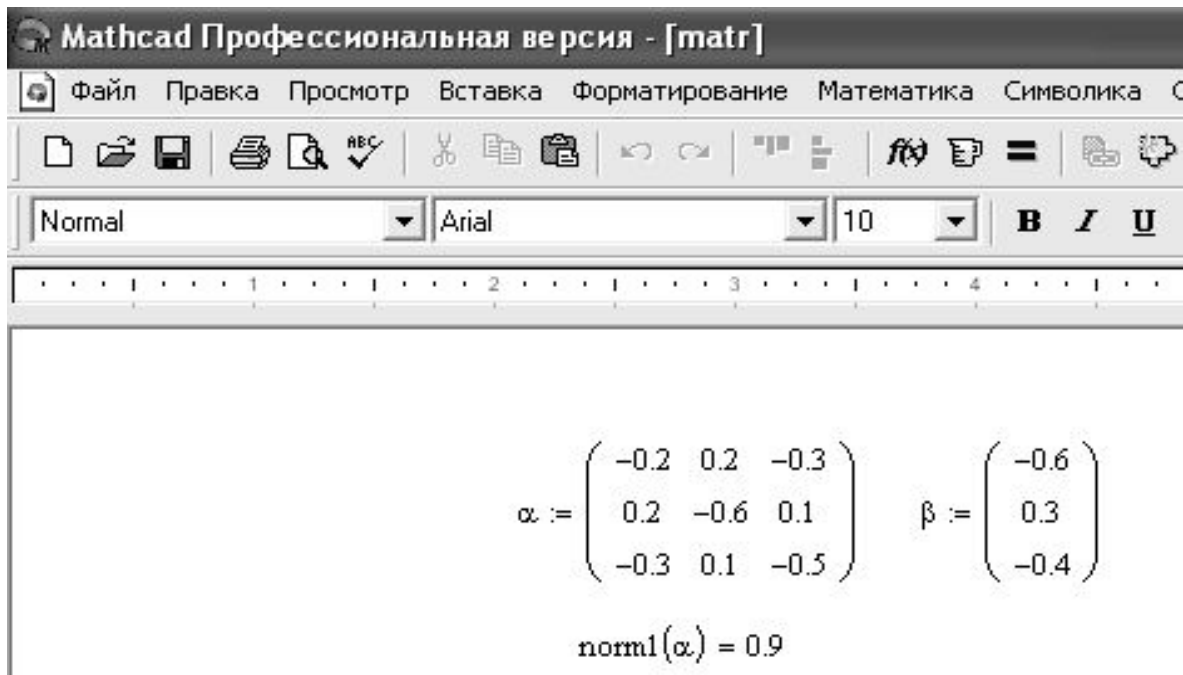 Mathcad Профессиональная версия - [matr]
Файл Правка Просмотр Вставка Форматирование Математика Символика
ABC f(x) =
Normal Arial 10 B I U
1 2 3 4
α := ( −0.2 0.2 −0.3 ) β := ( −0.6 )
( 0.2 −0.6 0.1 ) ( 0.3 )
( −0.3 0.1 −0.5 ) ( −0.4 )
norm1(α) = 0.9